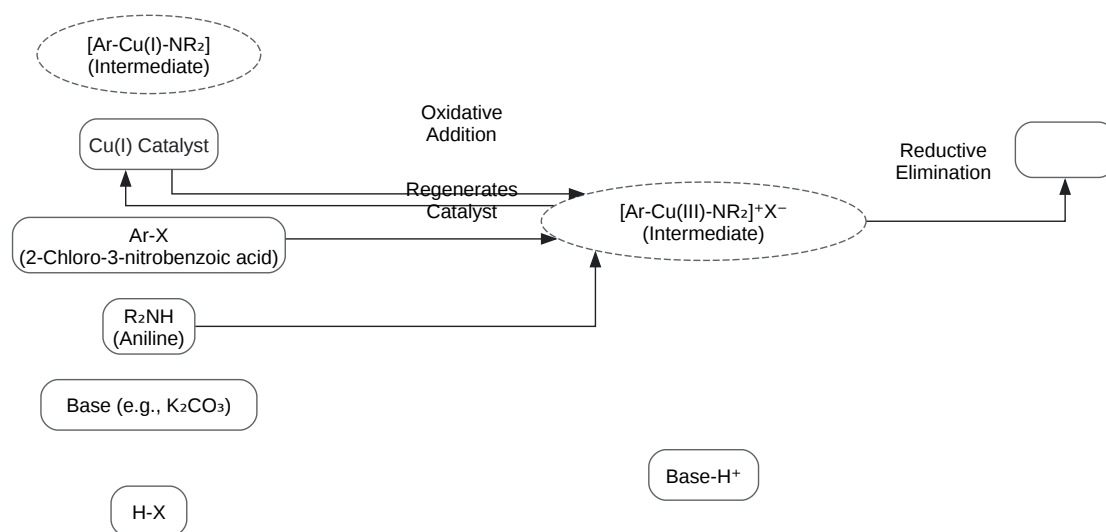 [Ar-Cu(I)-NR₂]
(Intermediate)
Oxidative
Addition
Cu(I) Catalyst
Reductive
Elimination
Regenerates
Catalyst
[Ar-Cu(III)-NR₂]⁺X⁻
(Intermediate)
Ar-X
(2-Chloro-3-nitrobenzoic acid)
R₂NH
(Aniline)
Base (e.g., K₂CO₃)
Base-H⁺
H-X